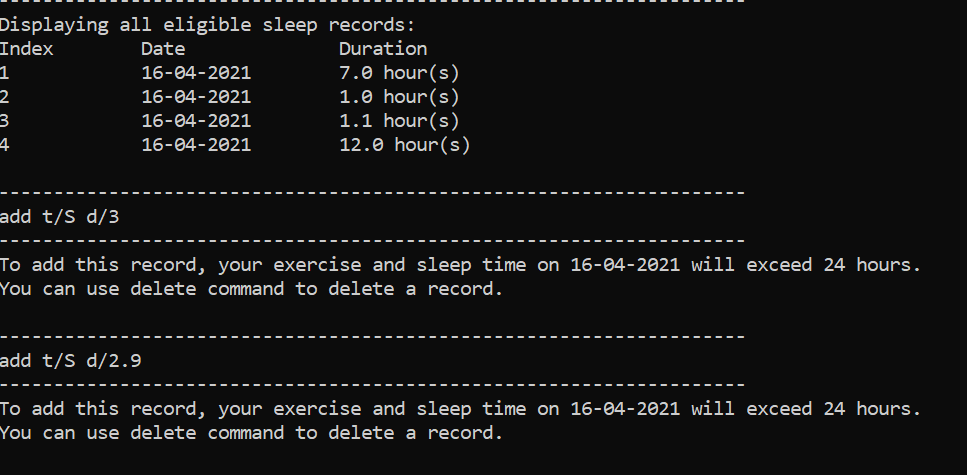 --------------------------------------------------------------------
Displaying all eligible sleep records:
Index        Date              Duration
1            16-04-2021        7.0 hour(s)
2            16-04-2021        1.0 hour(s)
3            16-04-2021        1.1 hour(s)
4            16-04-2021        12.0 hour(s)
--------------------------------------------------------------------
add t/S d/3
--------------------------------------------------------------------
To add this record, your exercise and sleep time on 16-04-2021 will exceed 24 hours.
You can use delete command to delete a record.
--------------------------------------------------------------------
add t/S d/2.9
--------------------------------------------------------------------
To add this record, your exercise and sleep time on 16-04-2021 will exceed 24 hours.
You can use delete command to delete a record.